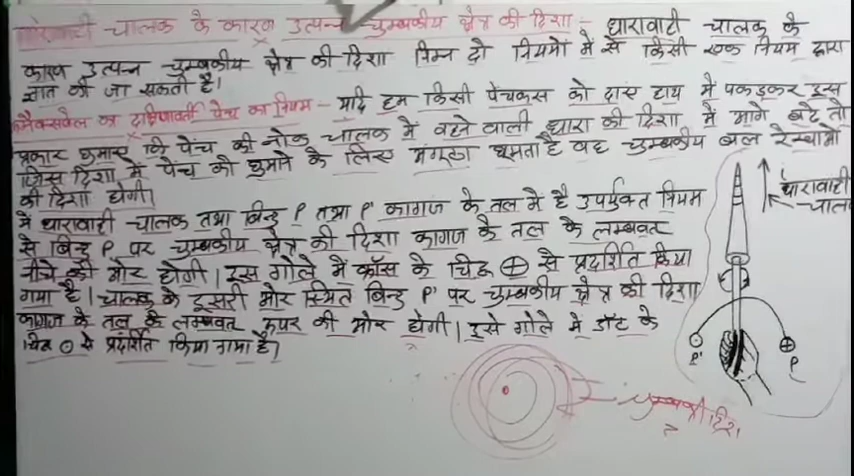 धारावाही चालक के कारण उत्पन्न चुम्बकीय क्षेत्र की दिशा - धारावाही चालक के
कारण उत्पन्न चुम्बकीय क्षेत्र की दिशा निम्न दो नियमों में से किसी एक नियम द्वारा
ज्ञात की जा सकती है।
मैक्सवेल का दक्षिणावर्ती पेंच का नियम - यदि हम किसी पेंचकस को दाएं हाथ में पकड़कर इस
प्रकार घुमाएं कि पेंच की नोक चालक में बहने वाली धारा की दिशा में आगे बढ़े तो
जिस दिशा में पेंच को घुमाने के लिए अंगूठा घूमता है वह चुम्बकीय बल रेखाओं
की दिशा होगी।
में धारावाही चालक तथा बिन्दु P तथा P' कागज के तल में है उपर्युक्त नियम
से बिन्दु P पर चुम्बकीय क्षेत्र की दिशा कागज के तल के लम्बवत
नीचे की ओर होगी। इस गोले में क्रॉस के चिह्न ⊕ से प्रदर्शित किया
गया है। चालक के दूसरी ओर स्थित बिन्दु P' पर चुम्बकीय क्षेत्र की दिशा
कागज के तल के लम्बवत ऊपर की ओर होगी। इसे गोले में डॉट के
चिह्न ⊙ से प्रदर्शित किया गया है।
धारावाही
चालक
P'
P